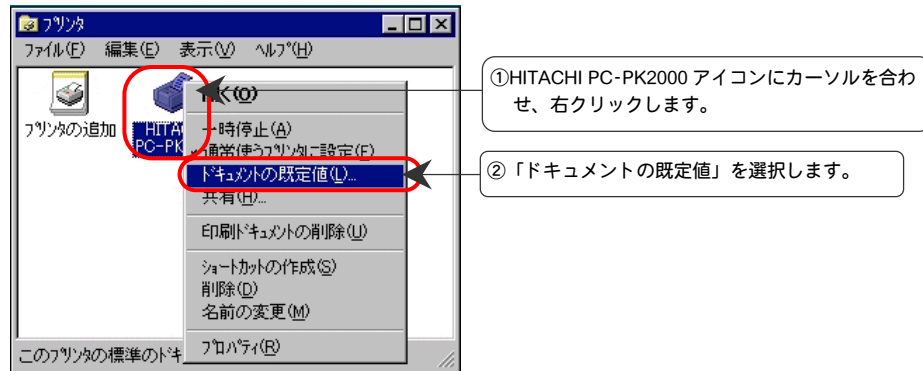 プリンタ
ファイル(F) 編集(E) 表示(V) ヘルプ(H)
プリンタの追加
HITA
PC-PK
く(O)
一時停止(A)
通常使うプリンタに設定(F)
ドキュメントの既定値(L)...
共有(H)...
印刷ドキュメントの削除(U)
ショートカットの作成(S)
削除(D)
名前の変更(M)
プロパティ(R)
このプリンタの標準のドキ
①HITACHI PC-PK2000 アイコンにカーソルを合わ
せ、右クリックします。
②「ドキュメントの既定値」を選択します。